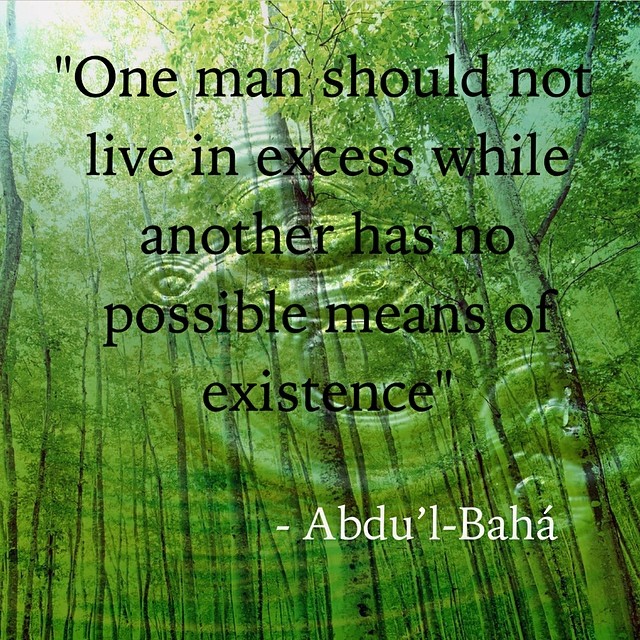 "One man should not
live in excess while
another has no
possible means of
existence"
- Abdu’l-Bahá